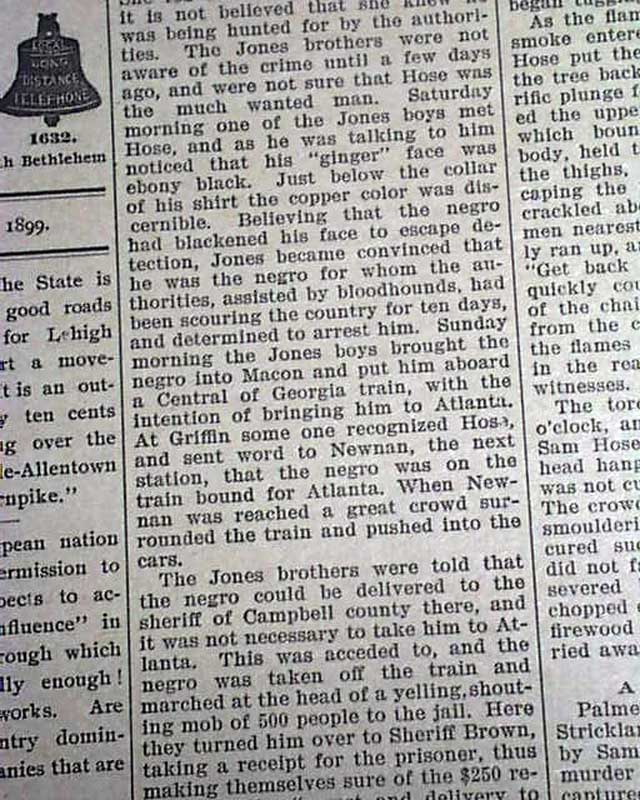 LOCAL
LONG
DISTANCE
TELEPHONE
1632.
h Bethlehem
1899.
he State is
good roads
for Lehigh
rt a move-
t is an out-
y ten cents
g over the
le-Allentown
rnpike."
pean nation
ermission to
pects to ac-
nfluence" in
rough which
lly enough!
works. Are
ntry domin-
anies that are
it is not believed that she knew he
was being hunted for by the authori-
ties. The Jones brothers were not
aware of the crime until a few days
ago, and were not sure that Hose was
the much wanted man. Saturday
morning one of the Jones boys met
Hose, and as he was talking to him
noticed that his "ginger" face was
ebony black. Just below the collar
of his shirt the copper color was dis-
cernible. Believing that the negro
had blackened his face to escape de-
tection, Jones became convinced that
he was the negro for whom the au-
thorities, assisted by bloodhounds, had
been scouring the country for ten days,
and determined to arrest him. Sunday
morning the Jones boys brought the
negro into Macon and put him aboard
a Central of Georgia train, with the
intention of bringing him to Atlanta.
At Griffin some one recognized Hose,
and sent word to Newnan, the next
station, that the negro was on the
train bound for Atlanta. When New-
nan was reached a great crowd sur-
rounded the train and pushed into the
cars.
The Jones brothers were told that
the negro could be delivered to the
sheriff of Campbell county there, and
it was not necessary to take him to At-
lanta. This was acceded to, and the
negro was taken off the train and
marched at the head of a yelling, shout-
ing mob of 500 people to the jail. Here
they turned him over to Sheriff Brown,
taking a receipt for the prisoner, thus
making themselves sure of the $250 re-
and delivery to
began
As the flam
smoke entere
Hose put the
the tree back
rific plunge f
ed the uppe
which boun
body, held t
the thighs,
caping the
crackled abo
men nearest
ly ran up, a
"Get back
quickly cou
of the chai
from the c
the flames
in the rea
witnesses.
The tor
o'clock, an
Sam Hose
head hang
was not cu
The crow
smoulderi
cured suc
did not f
severed
chopped
firewood
ried awa
A
Palme
Stricklan
by Sam
murder
captured